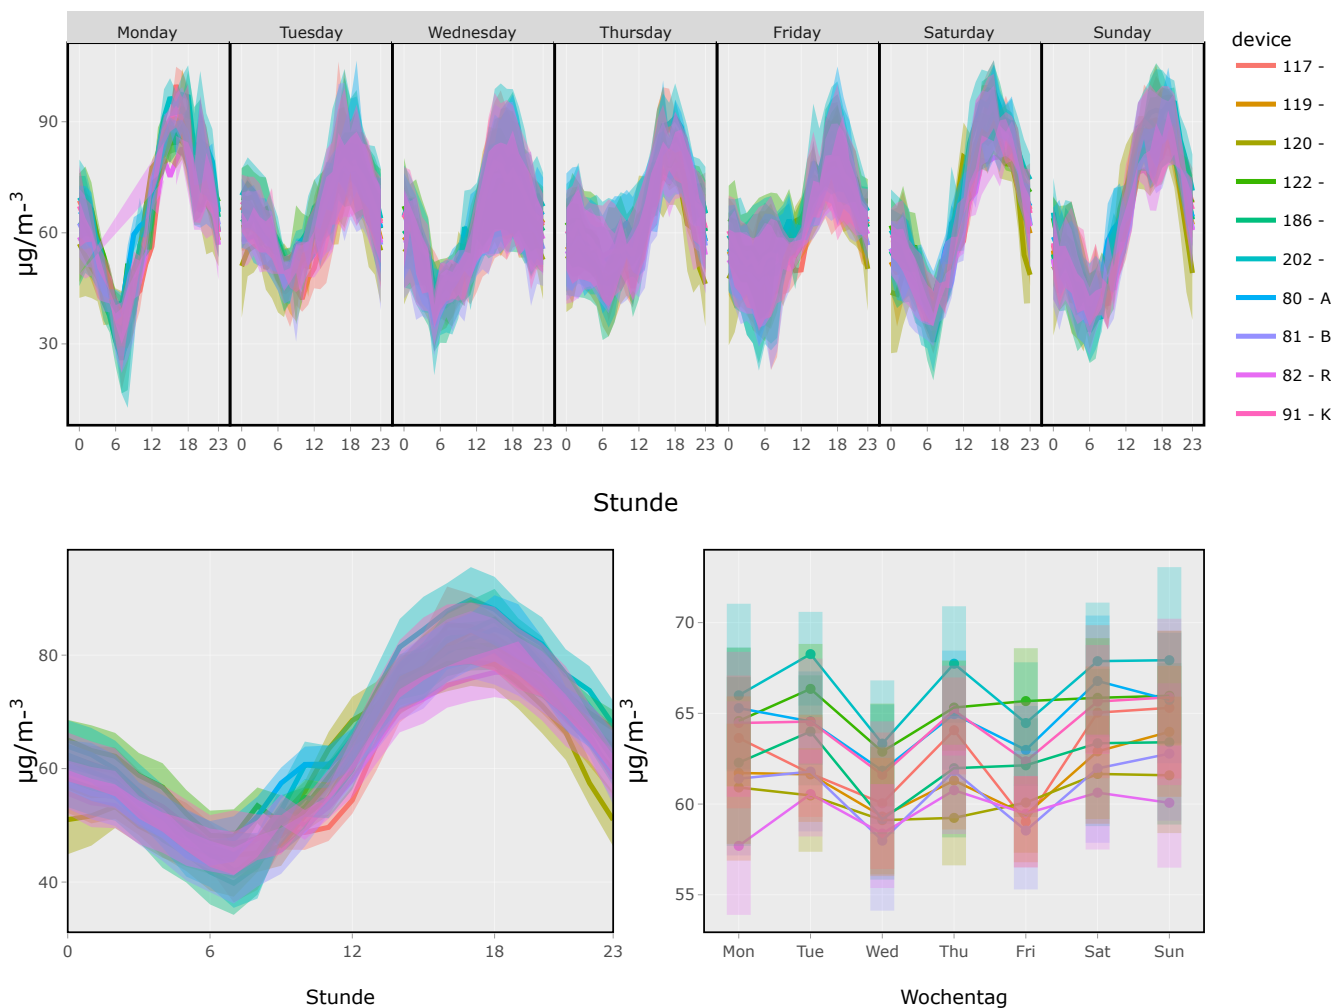 Monday Tuesday Wednesday Thursday Friday Saturday Sunday
device
117 -
119 -
120 -
122 -
186 -
202 -
80 - A
81 - B
82 - R
91 - K
µg/m-³
90
60
30
0 6 12 18 23 0 6 12 18 23 0 6 12 18 23 0 6 12 18 23 0 6 12 18 23 0 6 12 18 23 0 6 12 18 23
Stunde
µg/m-³
80
60
40
0 6 12 18 23
Stunde
µg/m-³
70
65
60
55
Mon Tue Wed Thu Fri Sat Sun
Wochentag